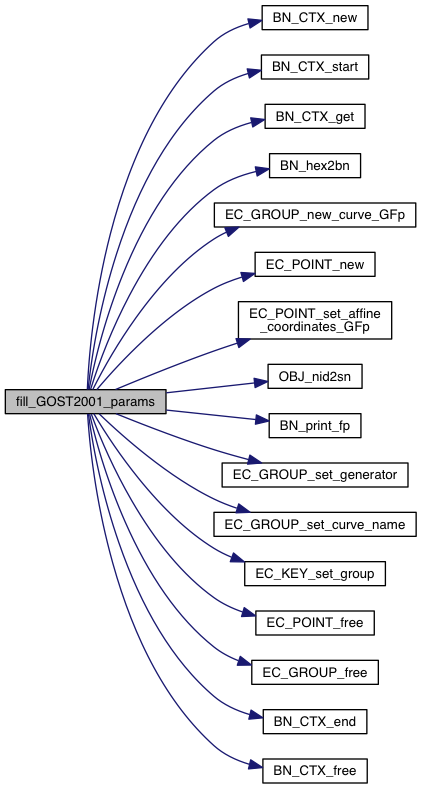 BN_CTX_new
BN_CTX_start
BN_CTX_get
BN_hex2bn
EC_GROUP_new_curve_GFp
EC_POINT_new
EC_POINT_set_affine
_coordinates_GFp
OBJ_nid2sn
fill_GOST2001_params
BN_print_fp
EC_GROUP_set_generator
EC_GROUP_set_curve_name
EC_KEY_set_group
EC_POINT_free
EC_GROUP_free
BN_CTX_end
BN_CTX_free